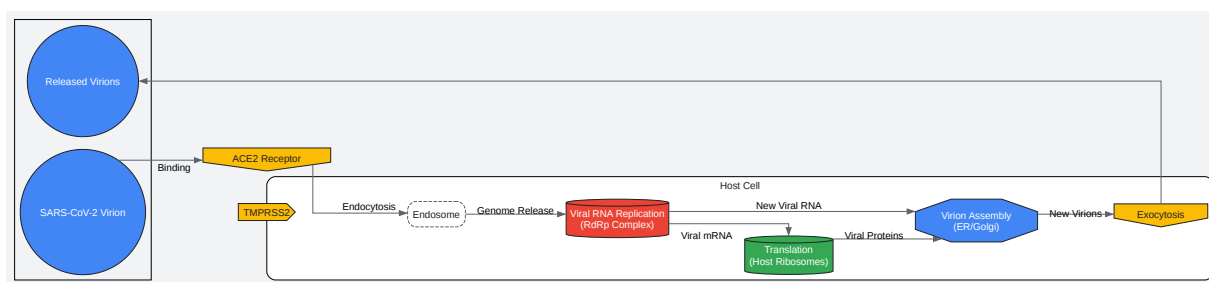 Released Virions
Binding
ACE2 Receptor
SARS-CoV-2 Virion
Host Cell
TMPRSS2
Endocytosis
Endosome
Genome Release
Viral RNA Replication
(RdRp Complex)
New Viral RNA
Viral mRNA
Translation
(Host Ribosomes)
Viral Proteins
Virion Assembly
(ER/Golgi)
New Virions
Exocytosis